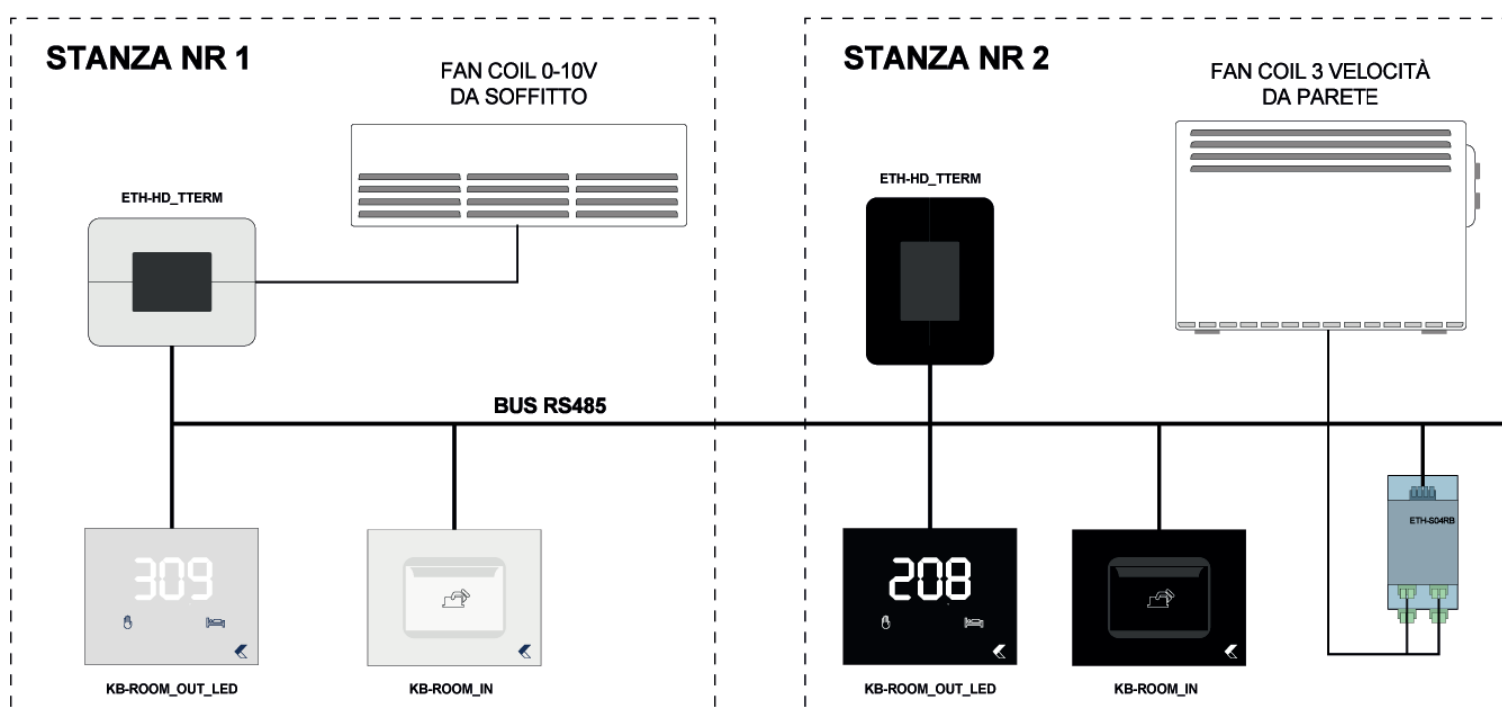 STANZA NR 1
FAN COIL 0-10V
DA SOFFITTO
ETH-HD_TTERM
BUS RS485
309
KB-ROOM_OUT_LED
KB-ROOM_IN
STANZA NR 2
FAN COIL 3 VELOCITÀ
DA PARETE
ETH-HD_TTERM
ETH-S04RB
208
KB-ROOM_OUT_LED
KB-ROOM_IN